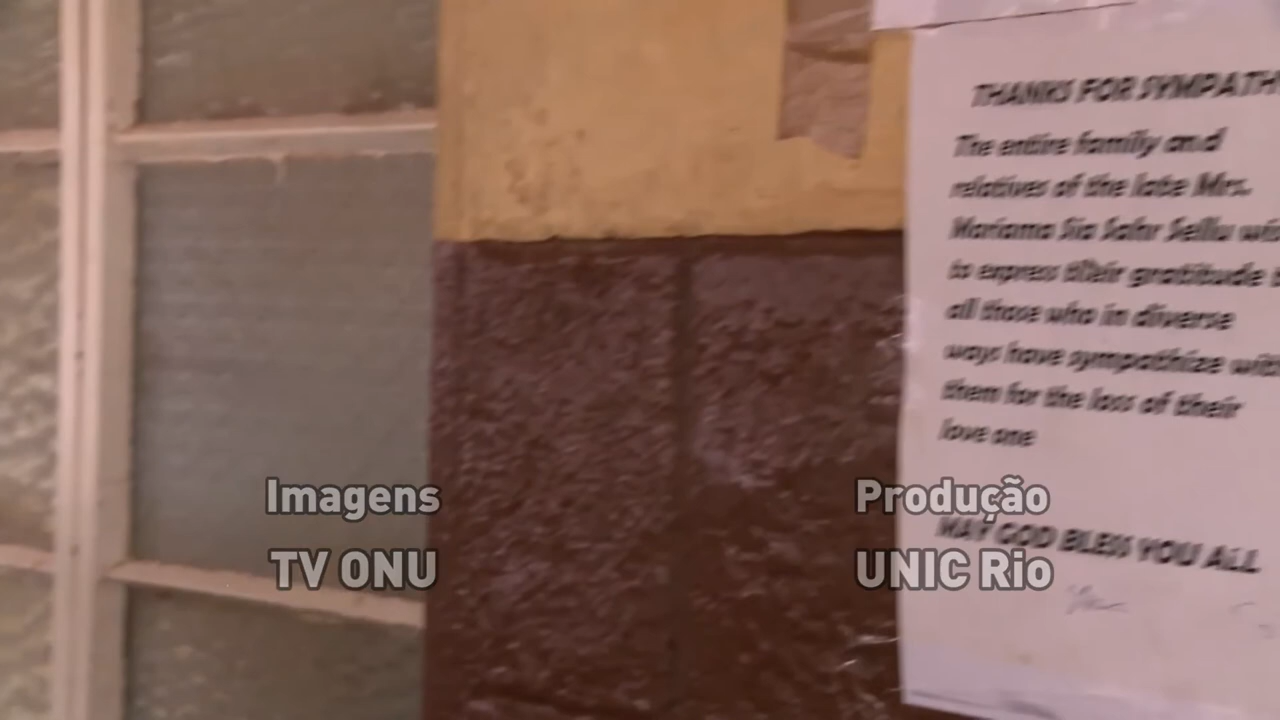 THANKS FOR SYMPATH
The entire family and
relatives of the late Mrs.
Mariama Sia Sahr Sellu wi
to express their gratitude
all those who in diverse
ways have sympathize wit
them for the loss of their
love one
MAY GOD BLESS YOU ALL
Imagens
TV ONU
Produção
UNIC Rio